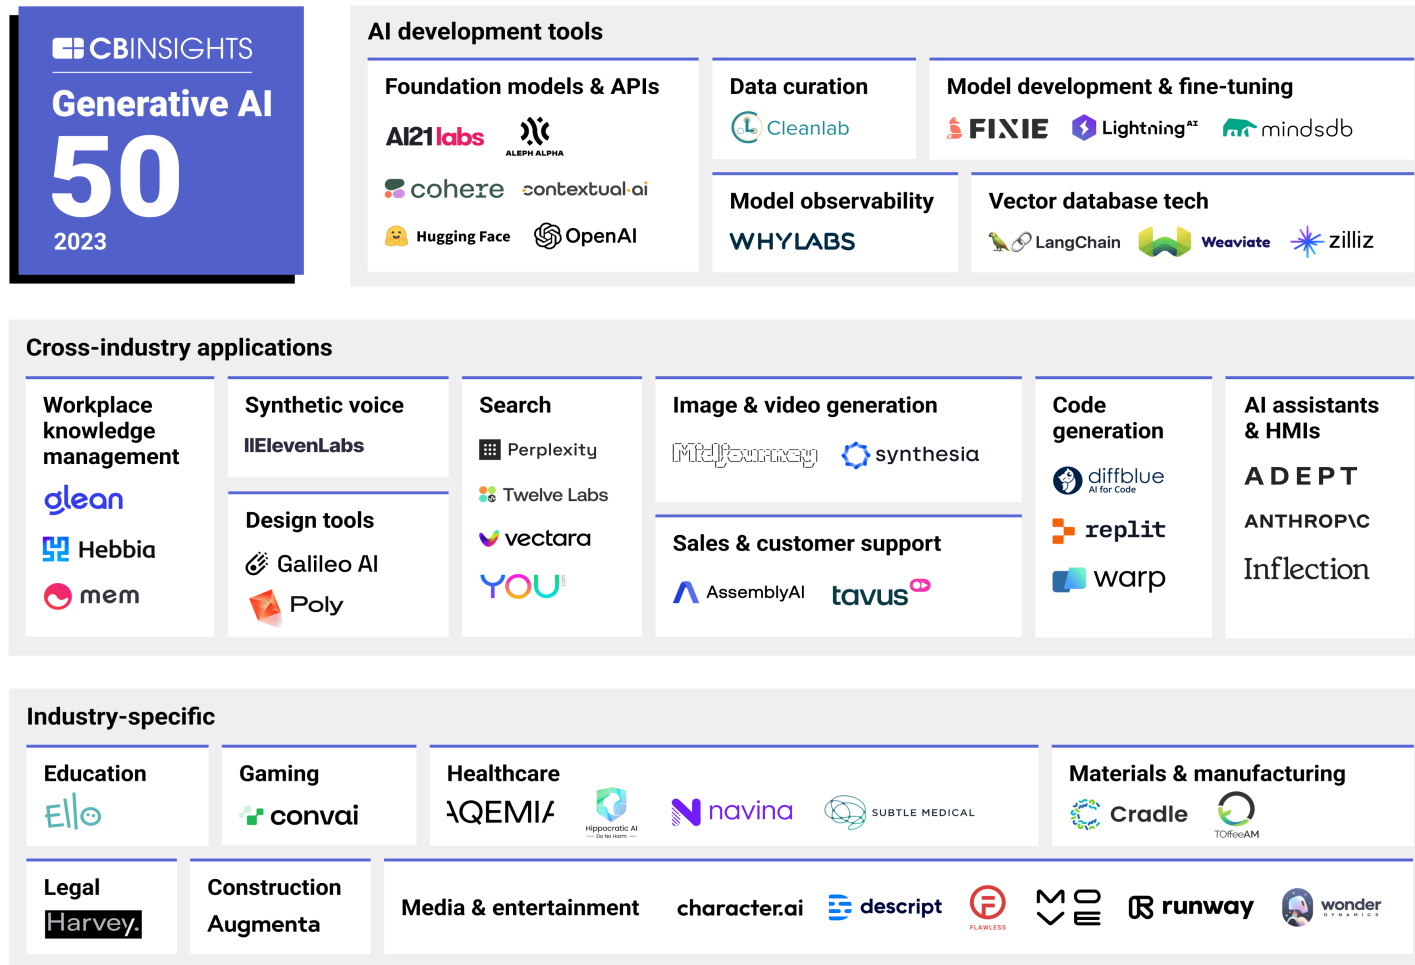 CBINSIGHTS
Generative AI
50
2023
AI development tools
Foundation models & APIs
AI21labs
ALEPH ALPHA
cohere
contextual·ai
Hugging Face
OpenAI
Data curation
Cleanlab
Model development & fine-tuning
FIXIE
Lightning AI
mindsdb
Model observability
WHYLABS
Vector database tech
LangChain
Weaviate
zilliz
Cross-industry applications
Workplace
knowledge
management
glean
Hebbia
mem
Synthetic voice
IIElevenLabs
Design tools
Galileo AI
Poly
Search
Perplexity
Twelve Labs
vectara
YOU
Image & video generation
Midjourney
synthesia
Sales & customer support
AssemblyAI
tavus
Code
generation
diffblue
AI for Code
replit
warp
AI assistants
& HMIs
ADEPT
ANTHROP\C
Inflection
Industry-specific
Education
Ello
Gaming
convai
Healthcare
AQEMIA
Hippocratic AI
Do No Harm
navina
SUBTLE MEDICAL
Materials & manufacturing
Cradle
TOffeeAM
Legal
Harvey.
Construction
Augmenta
Media & entertainment
character.ai
descript
FLAWLESS
MOVE
runway
wonder
DYNAMICS